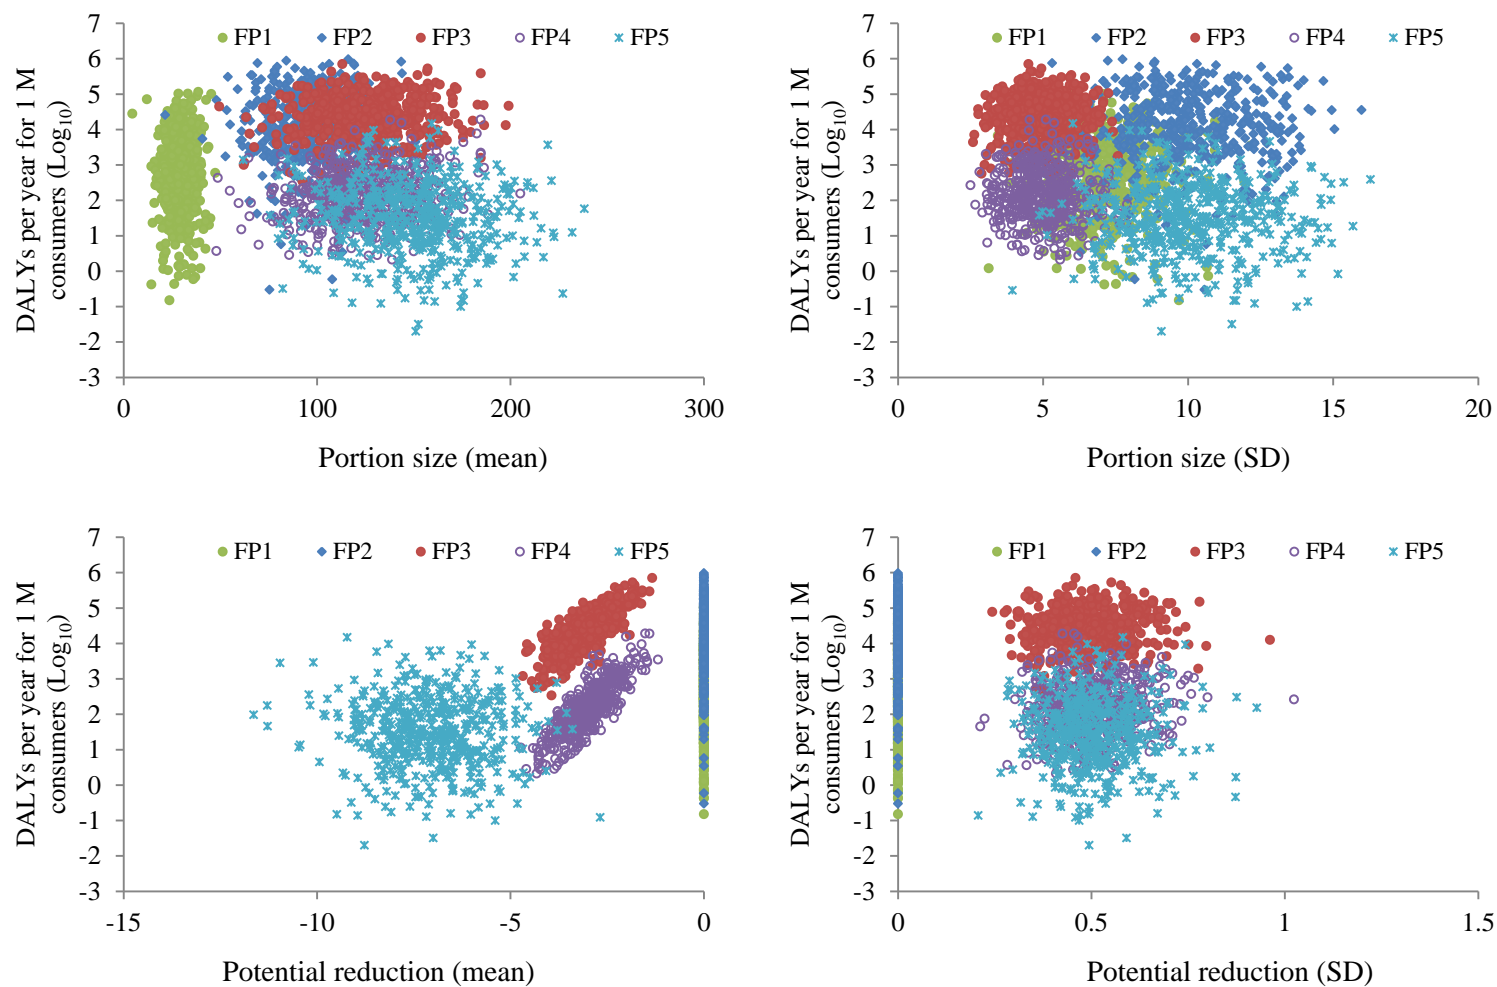 FP1 FP2 FP3 FP4 FP5
DALYs per year for 1 M
consumers (Log10)
7
6
5
4
3
2
1
0
-1
-2
-3
0 100 200 300
Portion size (mean)
FP1 FP2 FP3 FP4 FP5
DALYs per year for 1 M
consumers (Log10)
7
6
5
4
3
2
1
0
-1
-2
-3
0 5 10 15 20
Portion size (SD)
FP1 FP2 FP3 FP4 FP5
DALYs per year for 1 M
consumers (Log10)
7
6
5
4
3
2
1
0
-1
-2
-3
-15 -10 -5 0
Potential reduction (mean)
FP1 FP2 FP3 FP4 FP5
DALYs per year for 1 M
consumers (Log10)
7
6
5
4
3
2
1
0
-1
-2
-3
0 0.5 1 1.5
Potential reduction (SD)